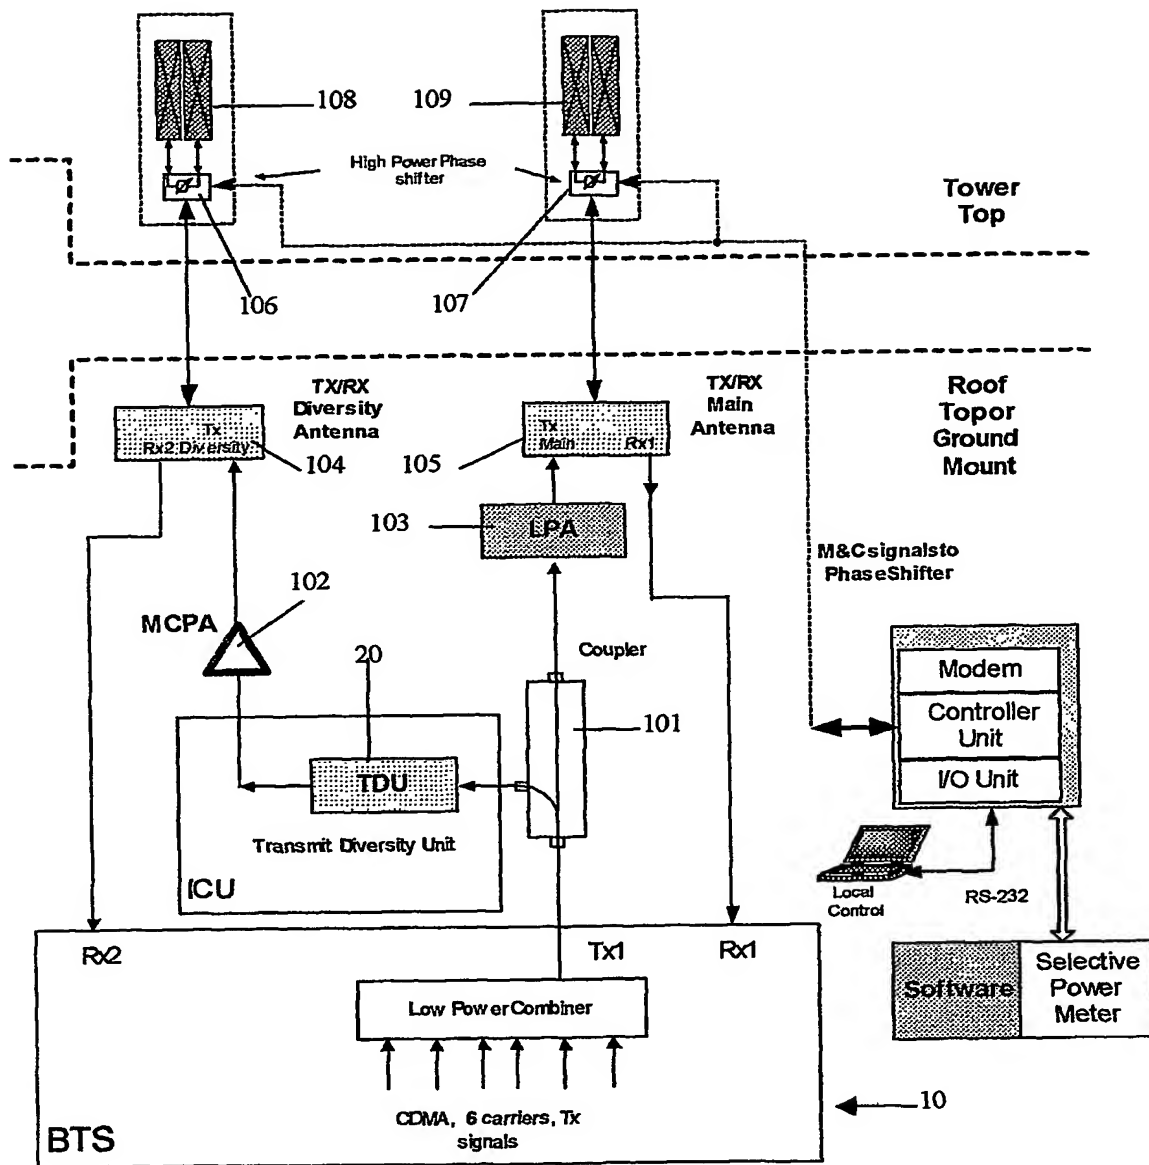 108
109
High Power Phase
shifter
Tower
Top
106
107
TX/RX
Diversity
Antenna
TX/RX
Main
Antenna
Roof
Topor
Ground
Mount
Tx
Rx2 Diversity
104
105
Tx
Main
Rx1
103
LPA
M&Csignalsto
PhaseShifter
102
MCPA
20
Coupler
101
Modem
Controller
Unit
I/O Unit
TDU
Transmit Diversity Unit
ICU
Local
Control
RS-232
Rx2
Tx1
Rx1
Software
Selective
Power
Meter
Low Power Combiner
CDMA, 6 carriers, Tx
signals
10
BTS